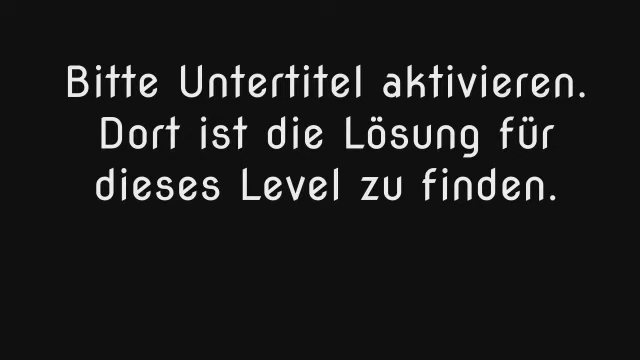 Bitte Untertitel aktivieren.
Dort ist die Lösung für
dieses Level zu finden.